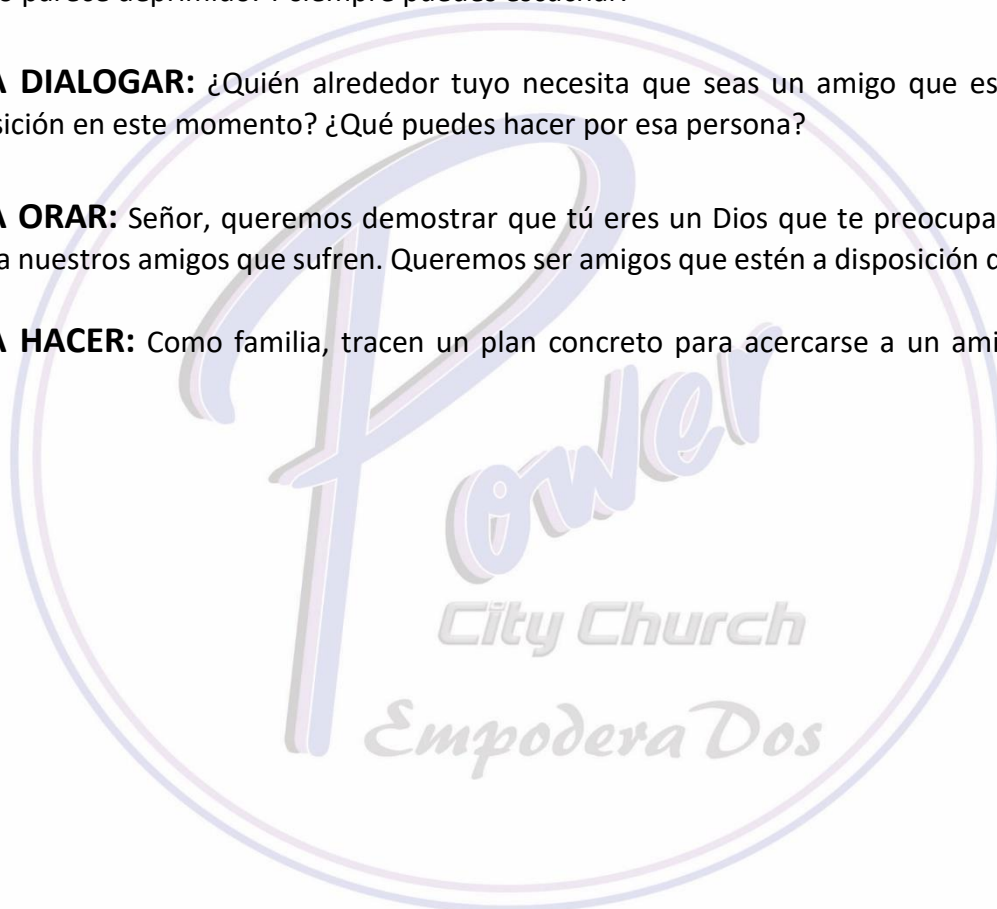 o parece deprimido? Y siempre puedes escuchar.
A DIALOGAR: ¿Quién alrededor tuyo necesita que seas un amigo que es
sición en este momento? ¿Qué puedes hacer por esa persona?
A ORAR: Señor, queremos demostrar que tú eres un Dios que te preocupa
a nuestros amigos que sufren. Queremos ser amigos que estén a disposición
A HACER: Como familia, tracen un plan concreto para acercarse a un ami
Power
City Church
EmpoderaDos